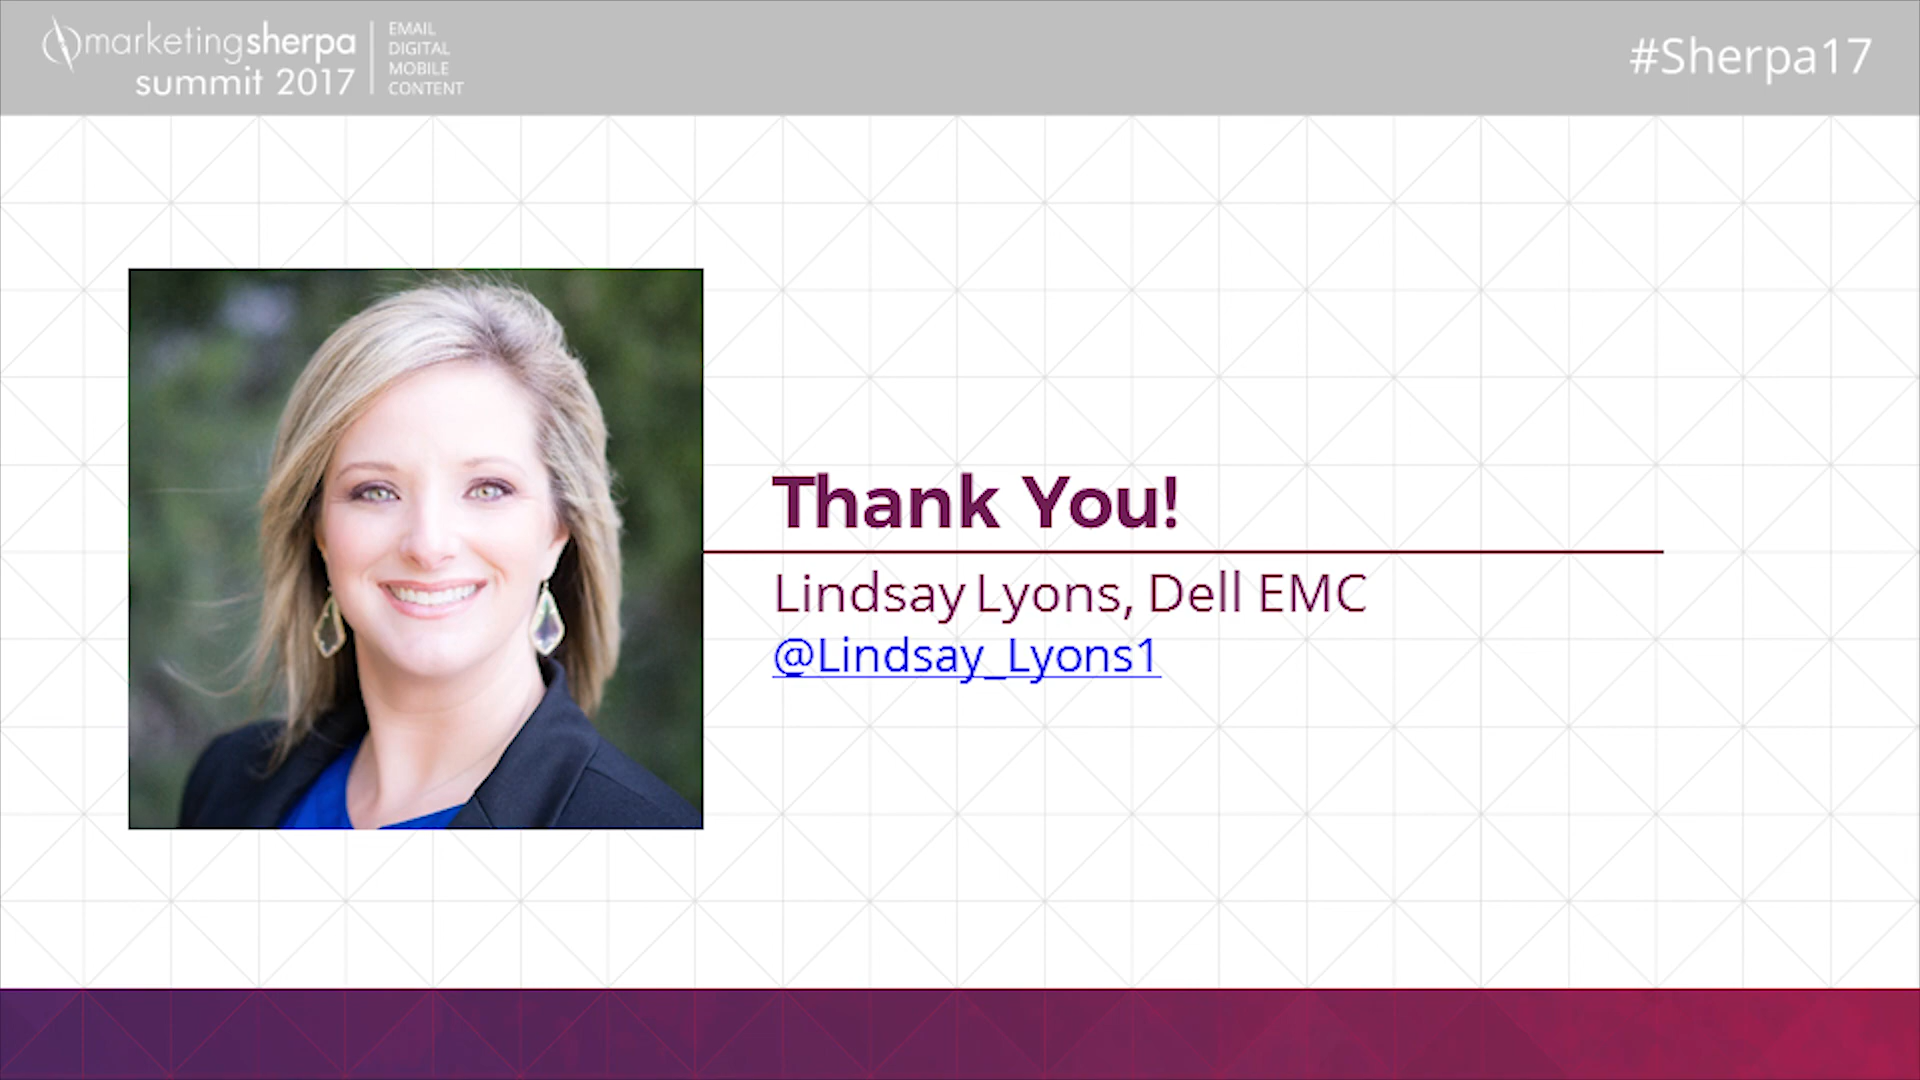 marketingsherpa
summit 2017
EMAIL
DIGITAL
MOBILE
CONTENT
#Sherpa17
Thank You!
Lindsay Lyons, Dell EMC
@Lindsay_Lyons1